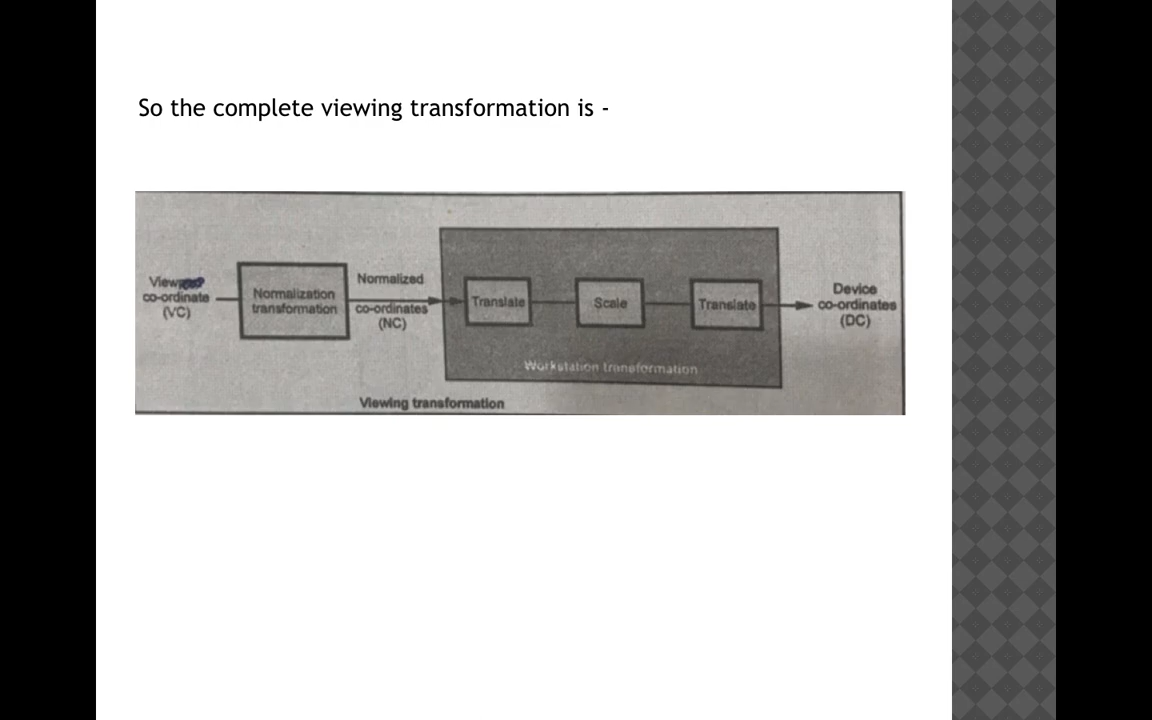 So the complete viewing transformation is -
View
co-ordinate
(VC)
Normalization
transformation
Normalized
co-ordinates
(NC)
Translate
Scale
Translate
Workstation transformation
Device
co-ordinates
(DC)
Viewing transformation